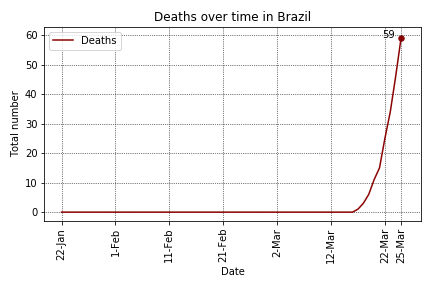 Deaths over time in Brazil
Deaths
59
Total number
60
50
40
30
20
10
0
22-Jan
1-Feb
11-Feb
21-Feb
2-Mar
12-Mar
22-Mar
25-Mar
Date